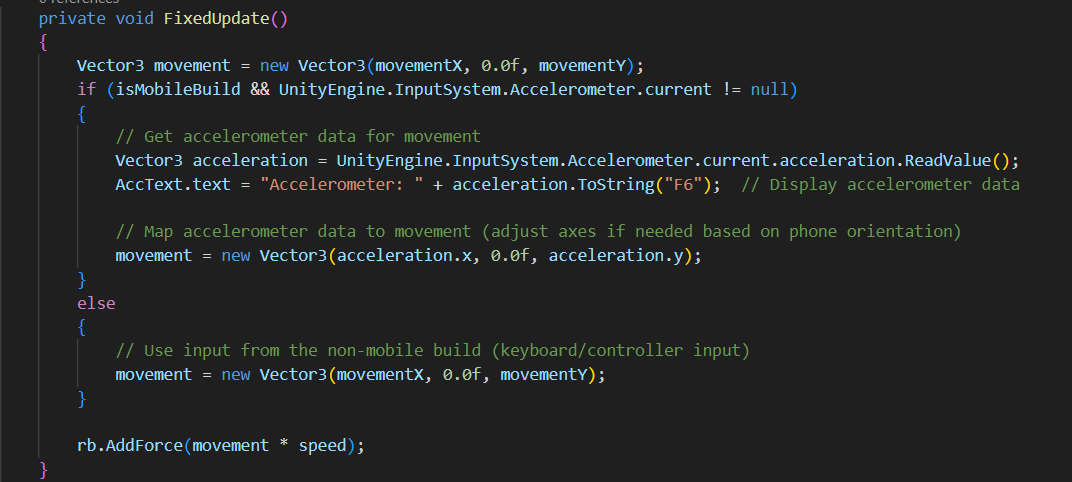 0 references
private void FixedUpdate()
{
    Vector3 movement = new Vector3(movementX, 0.0f, movementY);
    if (isMobileBuild && UnityEngine.InputSystem.Accelerometer.current != null)
    {
        // Get accelerometer data for movement
        Vector3 acceleration = UnityEngine.InputSystem.Accelerometer.current.acceleration.ReadValue();
        AccText.text = "Accelerometer: " + acceleration.ToString("F6");  // Display accelerometer data

        // Map accelerometer data to movement (adjust axes if needed based on phone orientation)
        movement = new Vector3(acceleration.x, 0.0f, acceleration.y);
    }
    else
    {
        // Use input from the non-mobile build (keyboard/controller input)
        movement = new Vector3(movementX, 0.0f, movementY);
    }

    rb.AddForce(movement * speed);
}